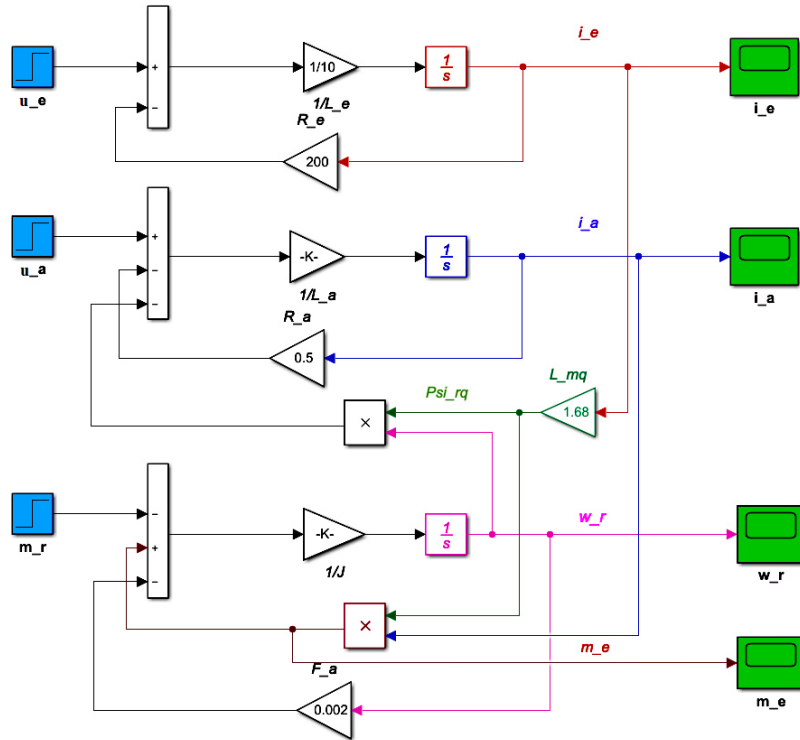 i_e
u_e
+
−
1/10
1/L_e
1
s
i_e
R_e
200
i_a
u_a
+
−
−
-K-
1/L_a
1
s
i_a
R_a
0.5
L_mq
Psi_rq
1.68
×
w_r
m_r
−
+
−
-K-
1/J
1
s
w_r
×
m_e
m_e
F_a
0.002